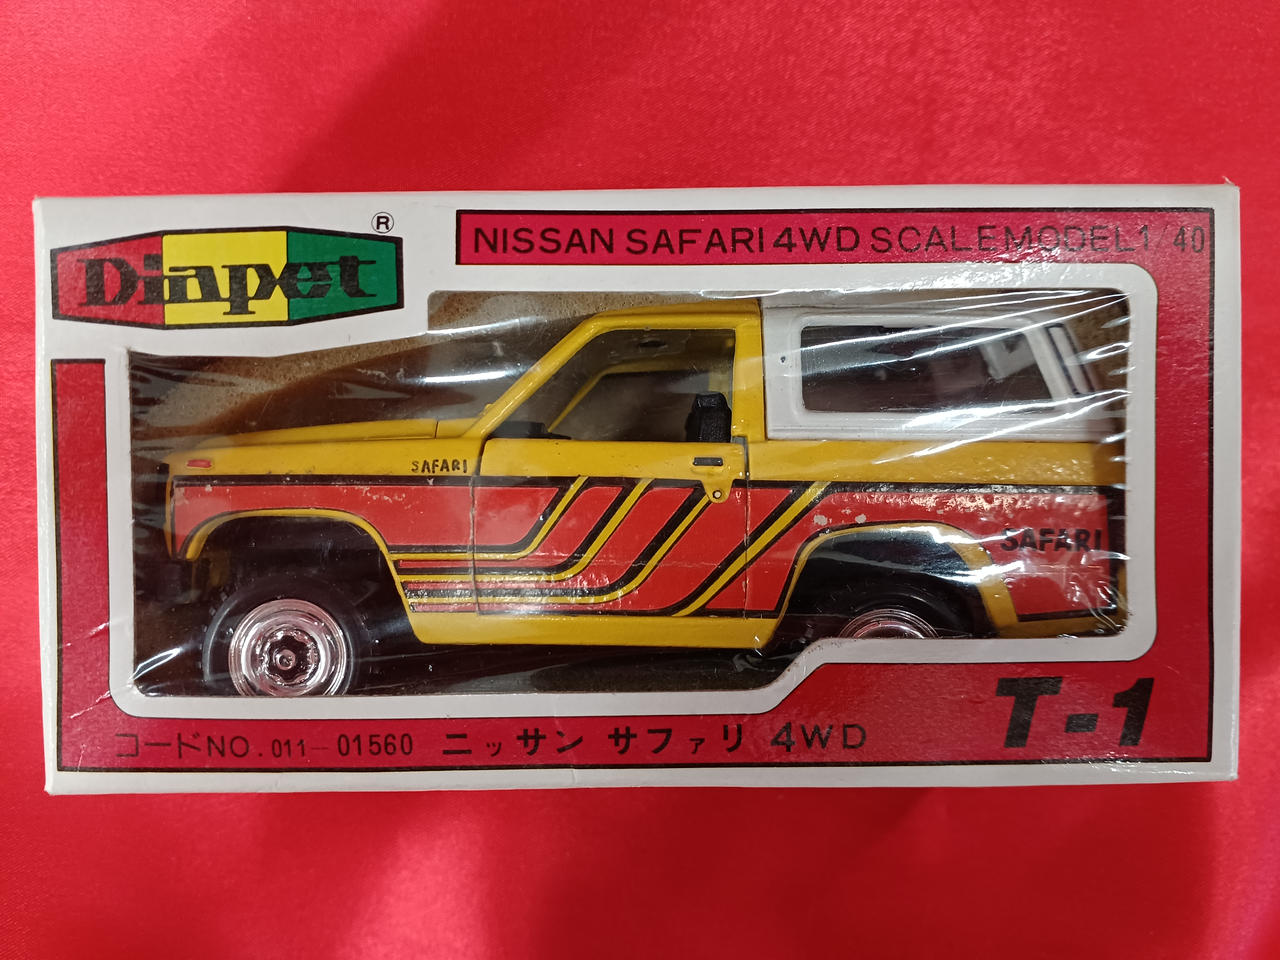 Diapet ®
NISSAN SAFARI 4WD SCALE MODEL 1/40
SAFARI
SAFARI
T-1
コードNO.011-01560 ニッサン サファリ 4WD